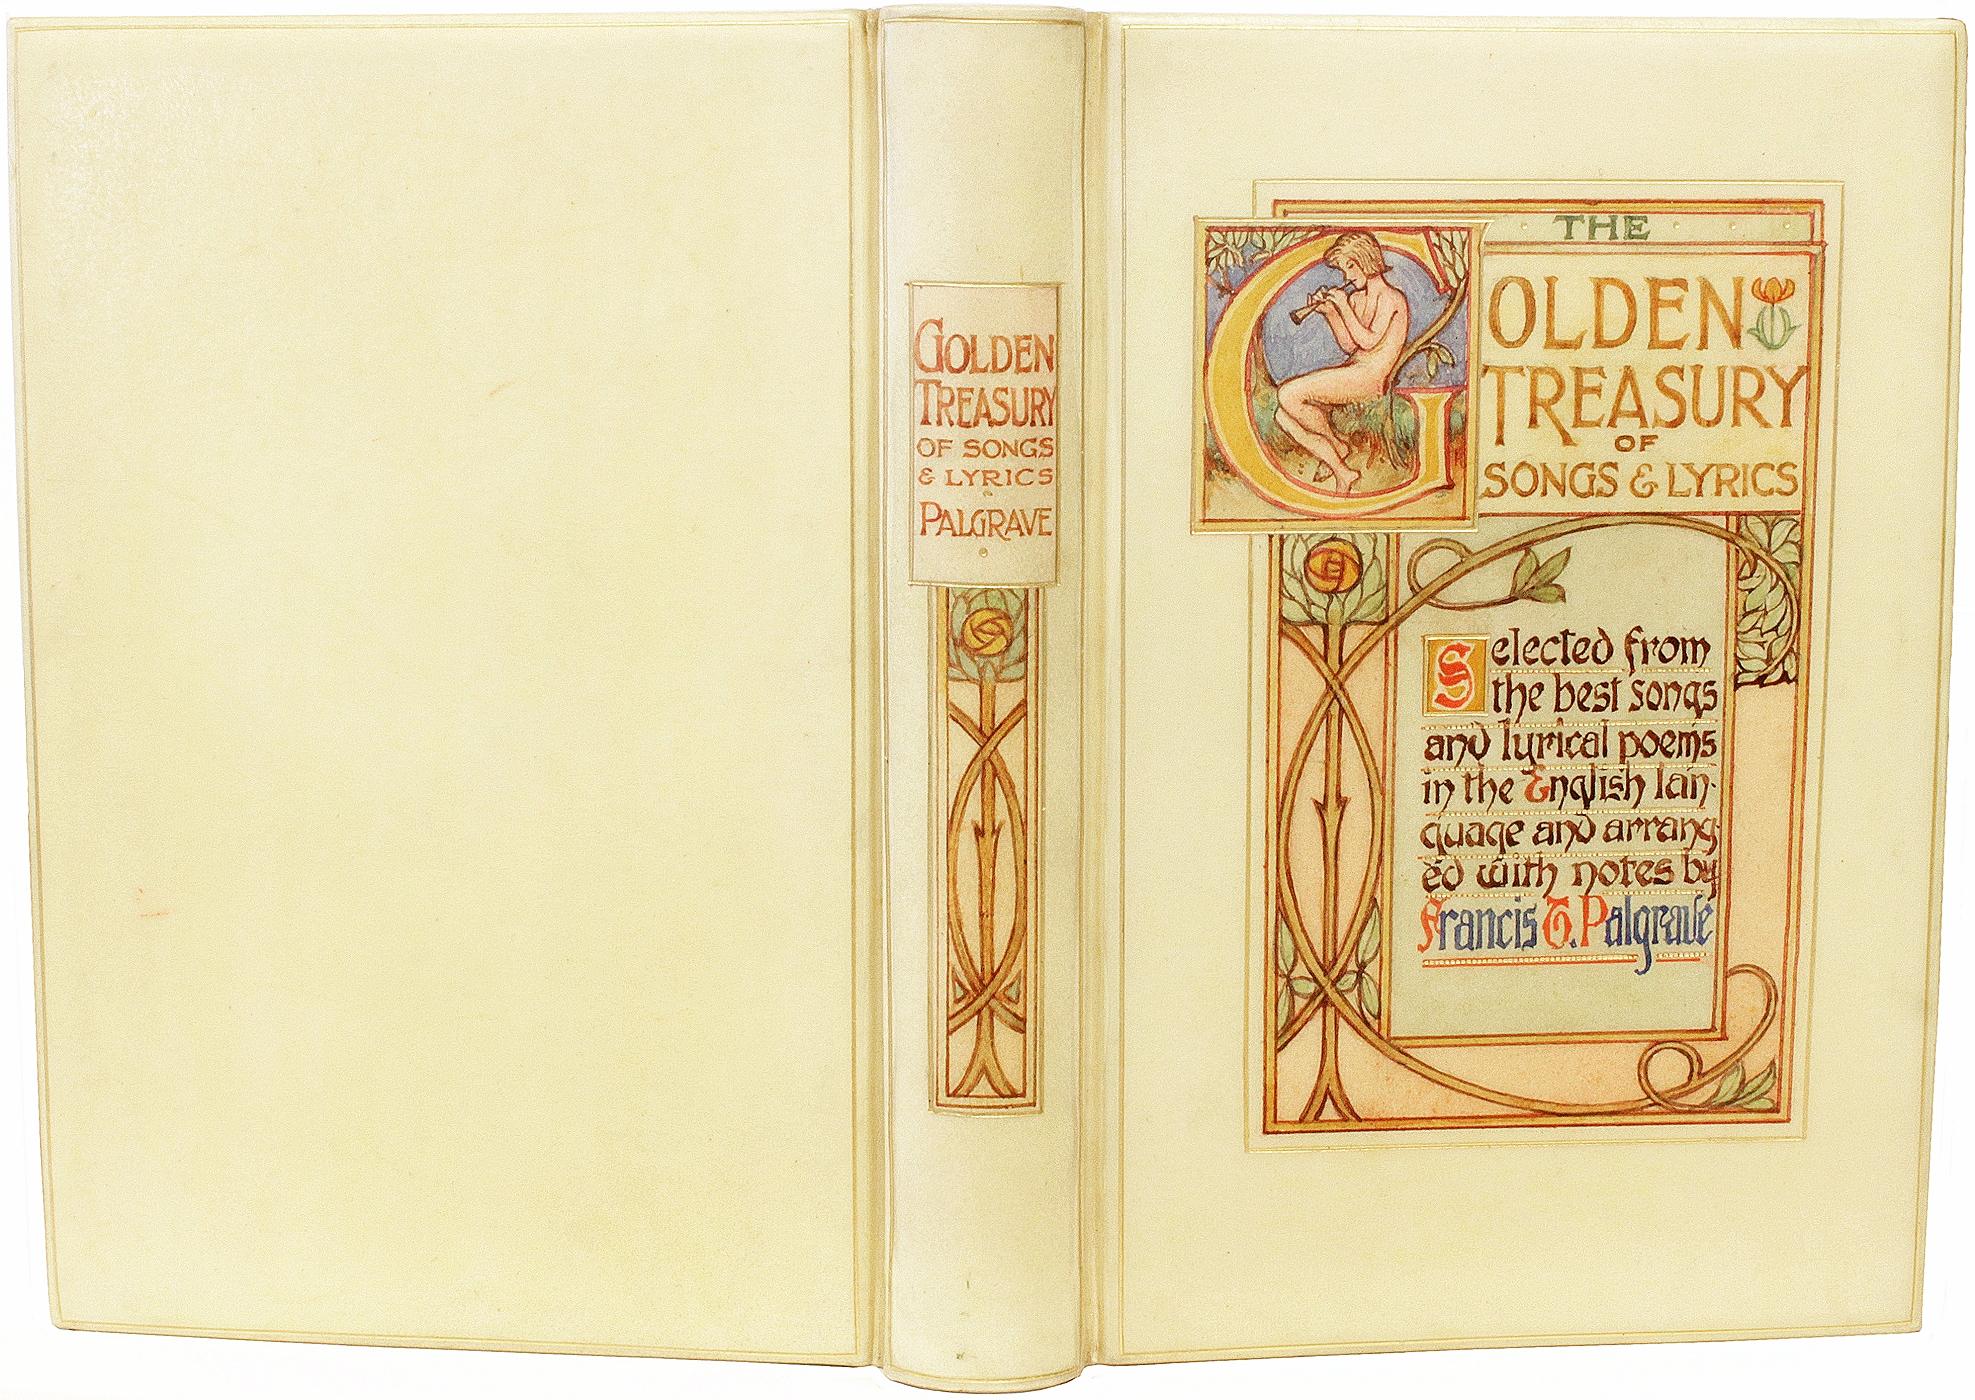 GOLDEN
TREASURY
OF SONGS
& LYRICS
PALGRAVE
THE
GOLDEN
TREASURY
OF
SONGS & LYRICS
Selected from
the best songs
and lyrical poems
in the English lan-
guage and arrang-
ed with notes by
Francis T. Palgrave